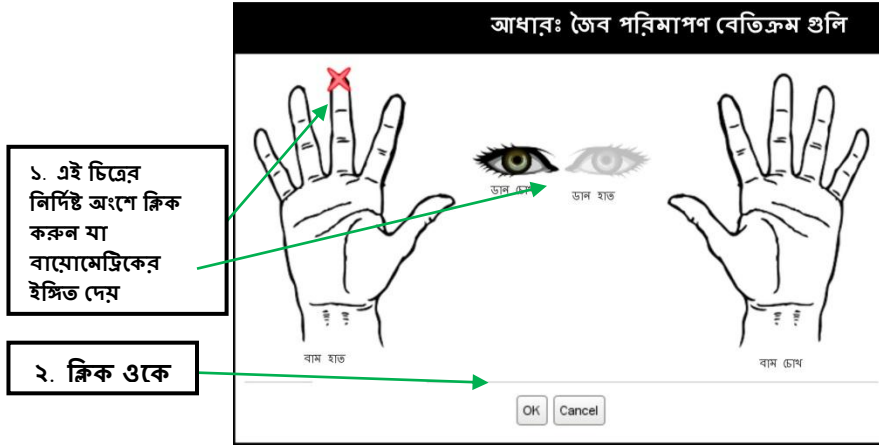 আধারঃ জৈব পরিমাপণ বেতিক্রম গুলি
১. এই চিত্রের
নির্দিষ্ট অংশে ক্লিক
করুন যা
বায়োমেট্রিকের
ইঙ্গিত দেয়
ডান চোখ
ডান হাত
বাম হাত
বাম চোখ
২. ক্লিক ওকে
OK Cancel